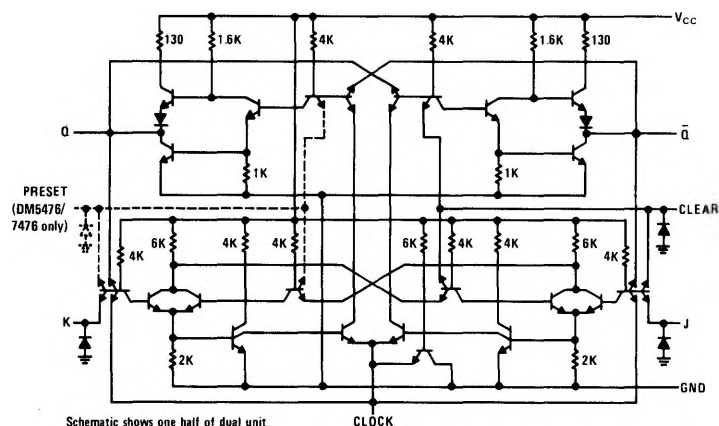 VCC
130 1.6K 4K 4K 1.6K 130
Q Q̅
1K 1K
PRESET
(DM5476/
7476 only)
CLEAR
4K 6K 4K 4K 6K 4K 4K 6K 4K
K J
2K 2K
GND
Schematic shows one half of dual unit CLOCK